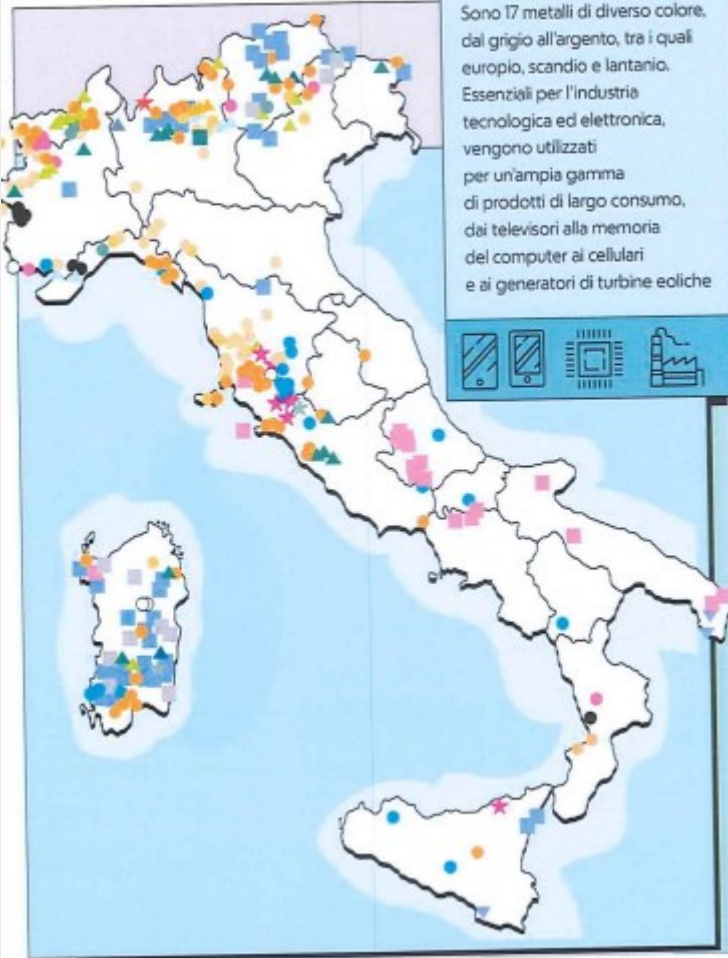 Sono 17 metalli di diverso colore,
dal grigio all'argento, tra i quali
europio, scandio e lantanio.
Essenziali per l'industria
tecnologica ed elettronica,
vengono utilizzati
per un'ampia gamma
di prodotti di largo consumo,
dai televisori alla memoria
del computer ai cellulari
e ai generatori di turbine eoliche